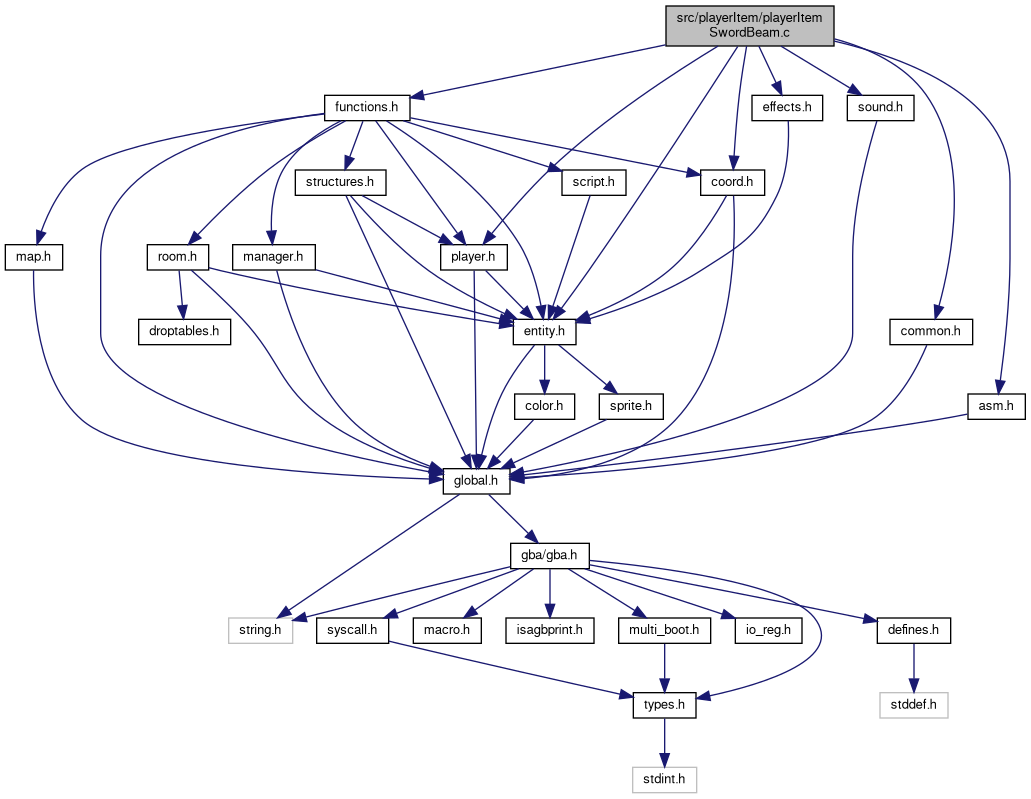 src/playerItem/playerItem
SwordBeam.c
functions.h
effects.h
sound.h
structures.h
script.h
coord.h
map.h
room.h
manager.h
player.h
droptables.h
entity.h
common.h
color.h
sprite.h
asm.h
global.h
gba/gba.h
string.h
syscall.h
macro.h
isagbprint.h
multi_boot.h
io_reg.h
defines.h
types.h
stddef.h
stdint.h